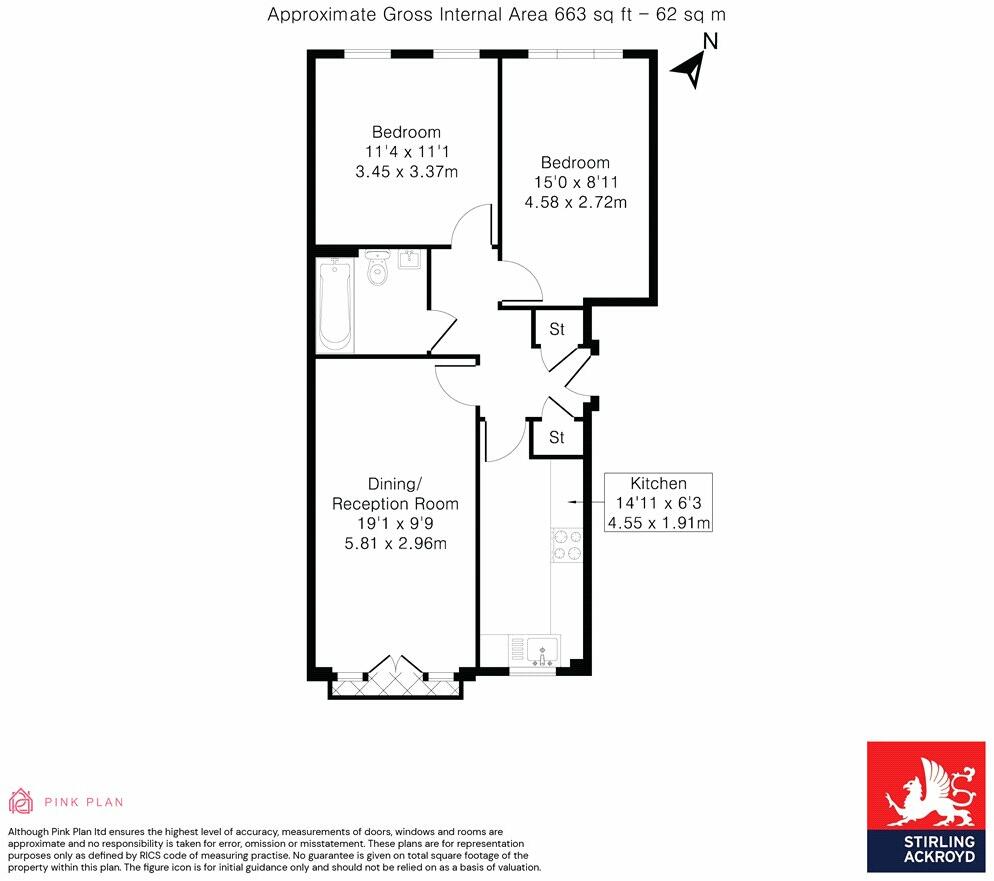 Approximate Gross Internal Area 663 sq ft - 62 sq m
N
Bedroom
11'4 x 11'1
3.45 x 3.37m
Bedroom
15'0 x 8'11
4.58 x 2.72m
St
St
Dining/
Reception Room
19'1 x 9'9
5.81 x 2.96m
Kitchen
14'11 x 6'3
4.55 x 1.91m
PINK PLAN
Although Pink Plan ltd ensures the highest level of accuracy, measurements of doors, windows and rooms are
approximate and no responsibility is taken for error, omission or misstatement. These plans are for representation
purposes only as defined by RICS code of measuring practise. No guarantee is given on total square footage of the
property within this plan. The figure icon is for initial guidance only and should not be relied on as a basis of valuation.
STIRLING
ACKROYD